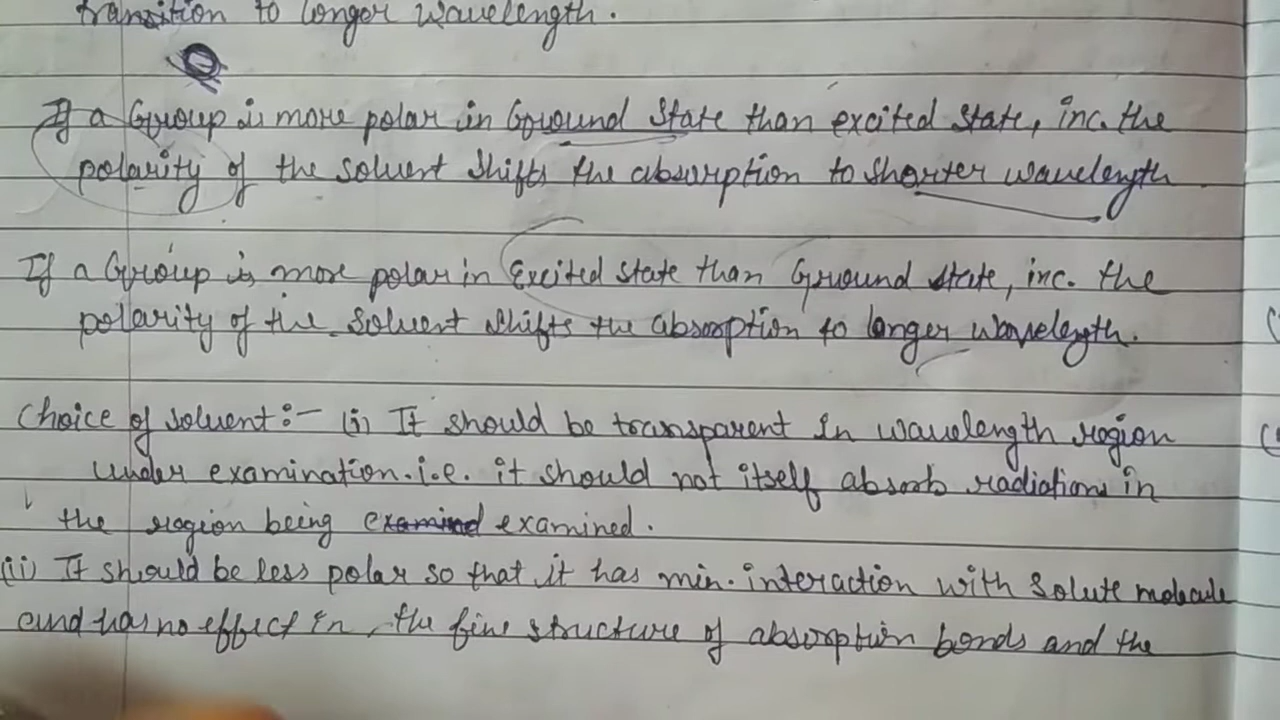 transition to longer wavelength.
If a Group is more polar in Ground State than excited state, inc. the
polarity of the solvent shifts the absorption to shorter wavelength
If a Group is more polar in Excited state than Ground state, inc. the
polarity of the solvent shifts the absorption to longer wavelength.
Choice of solvent:- (i) It should be transparent in wavelength region
under examination. i.e. it should not itself absorb radiations in
the region being examined examined.
(ii) It should be less polar so that it has min. interaction with solute molecule
and has no effect in the fine structure of absorption bonds and the